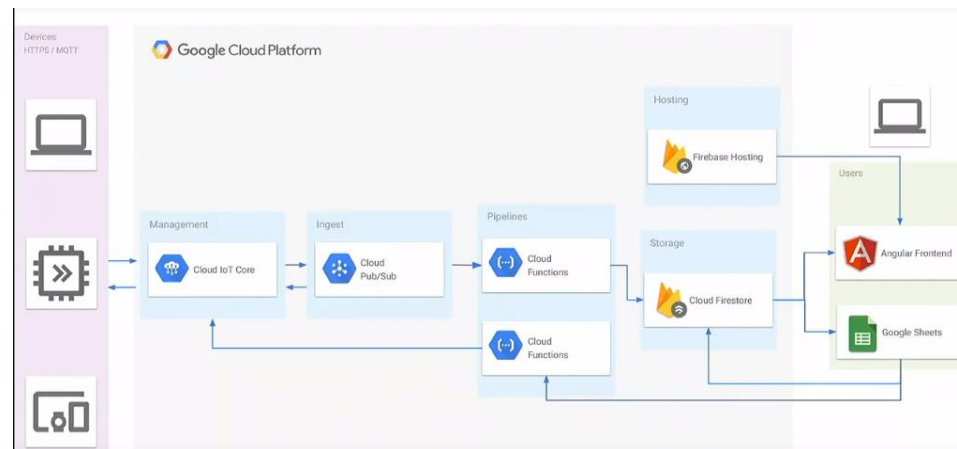 Devices
HTTPS / MQTT
Google Cloud Platform
Hosting
Firebase Hosting
Users
Management
Ingest
Pipelines
Cloud IoT Core
Cloud
Pub/Sub
Cloud
Functions
Storage
Angular Frontend
Cloud Firestore
Google Sheets
Cloud
Functions